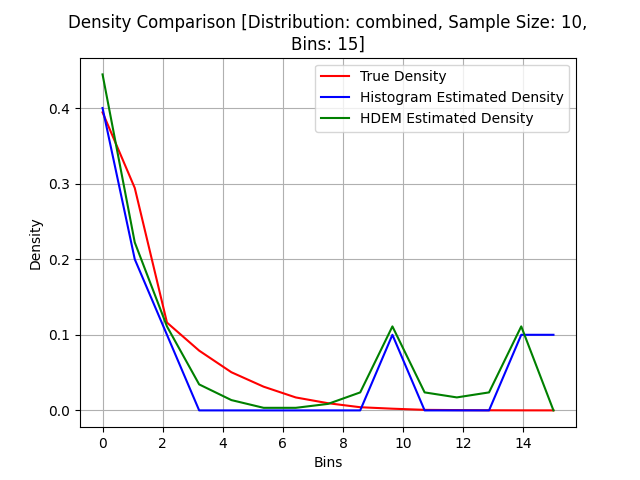 Density Comparison [Distribution: combined, Sample Size: 10,
Bins: 15]
True Density
Histogram Estimated Density
HDEM Estimated Density
Density
0.4
0.3
0.2
0.1
0.0
0 2 4 6 8 10 12 14
Bins